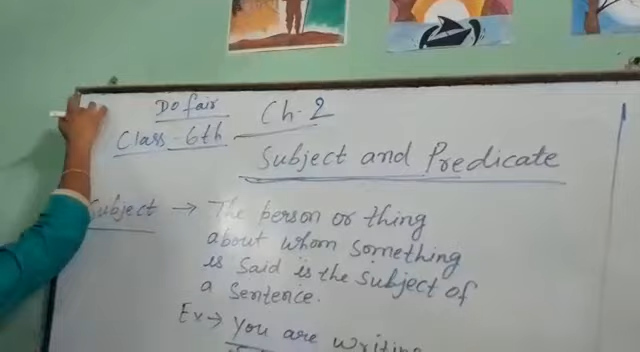 Do fair
Ch-2
Class-6th
Subject and Predicate
Subject → The person or thing
about whom something
is said is the subject of
a sentence.
Ex→ You are writing